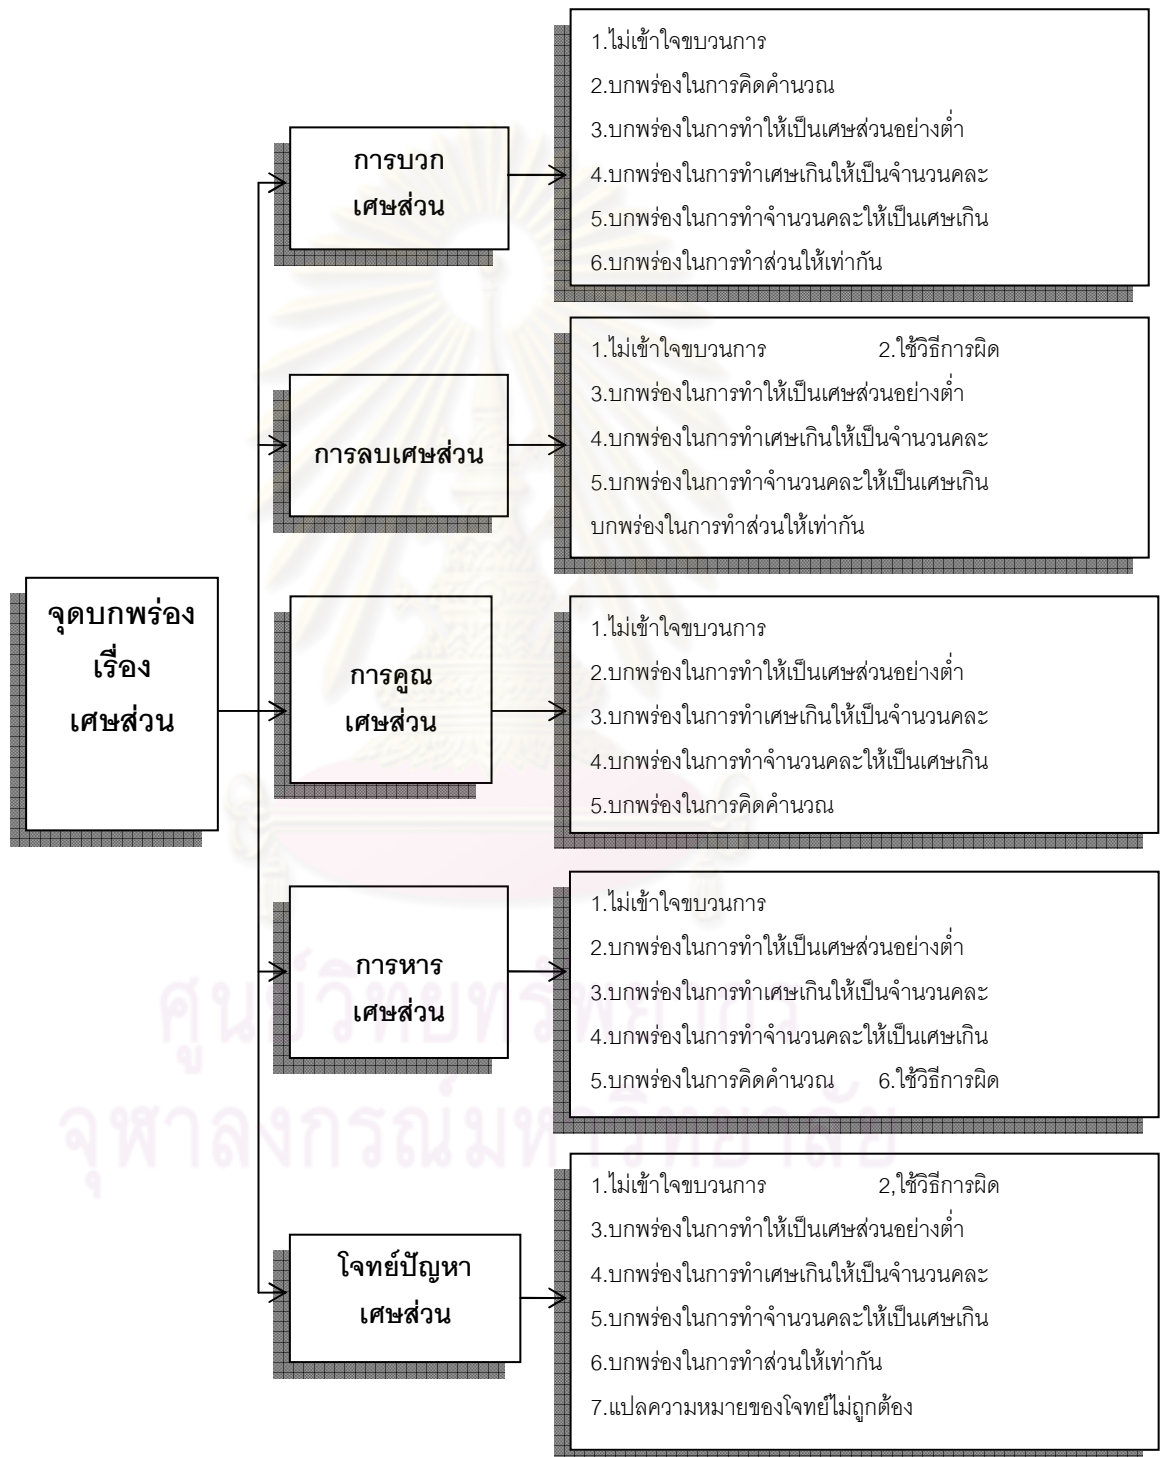 จุดบกพร่อง
เรื่อง
เศษส่วน
การบวก
เศษส่วน
1.ไม่เข้าใจขบวนการ
2.บกพร่องในการคิดคำนวณ
3.บกพร่องในการทำให้เป็นเศษส่วนอย่างต่ำ
4.บกพร่องในการทำเศษเกินให้เป็นจำนวนคละ
5.บกพร่องในการทำจำนวนคละให้เป็นเศษเกิน
6.บกพร่องในการทำส่วนให้เท่ากัน
การลบเศษส่วน
1.ไม่เข้าใจขบวนการ 2.ใช้วิธีการผิด
3.บกพร่องในการทำให้เป็นเศษส่วนอย่างต่ำ
4.บกพร่องในการทำเศษเกินให้เป็นจำนวนคละ
5.บกพร่องในการทำจำนวนคละให้เป็นเศษเกิน
บกพร่องในการทำส่วนให้เท่ากัน
การคูณ
เศษส่วน
1.ไม่เข้าใจขบวนการ
2.บกพร่องในการทำให้เป็นเศษส่วนอย่างต่ำ
3.บกพร่องในการทำเศษเกินให้เป็นจำนวนคละ
4.บกพร่องในการทำจำนวนคละให้เป็นเศษเกิน
5.บกพร่องในการคิดคำนวณ
การหาร
เศษส่วน
1.ไม่เข้าใจขบวนการ
2.บกพร่องในการทำให้เป็นเศษส่วนอย่างต่ำ
3.บกพร่องในการทำเศษเกินให้เป็นจำนวนคละ
4.บกพร่องในการทำจำนวนคละให้เป็นเศษเกิน
5.บกพร่องในการคิดคำนวณ 6.ใช้วิธีการผิด
โจทย์ปัญหา
เศษส่วน
1.ไม่เข้าใจขบวนการ 2,ใช้วิธีการผิด
3.บกพร่องในการทำให้เป็นเศษส่วนอย่างต่ำ
4.บกพร่องในการทำเศษเกินให้เป็นจำนวนคละ
5.บกพร่องในการทำจำนวนคละให้เป็นเศษเกิน
6.บกพร่องในการทำส่วนให้เท่ากัน
7.แปลความหมายของโจทย์ไม่ถูกต้อง
ศูนย์วิทยทรัพยากร
จุฬาลงกรณ์มหาวิทยาลัย